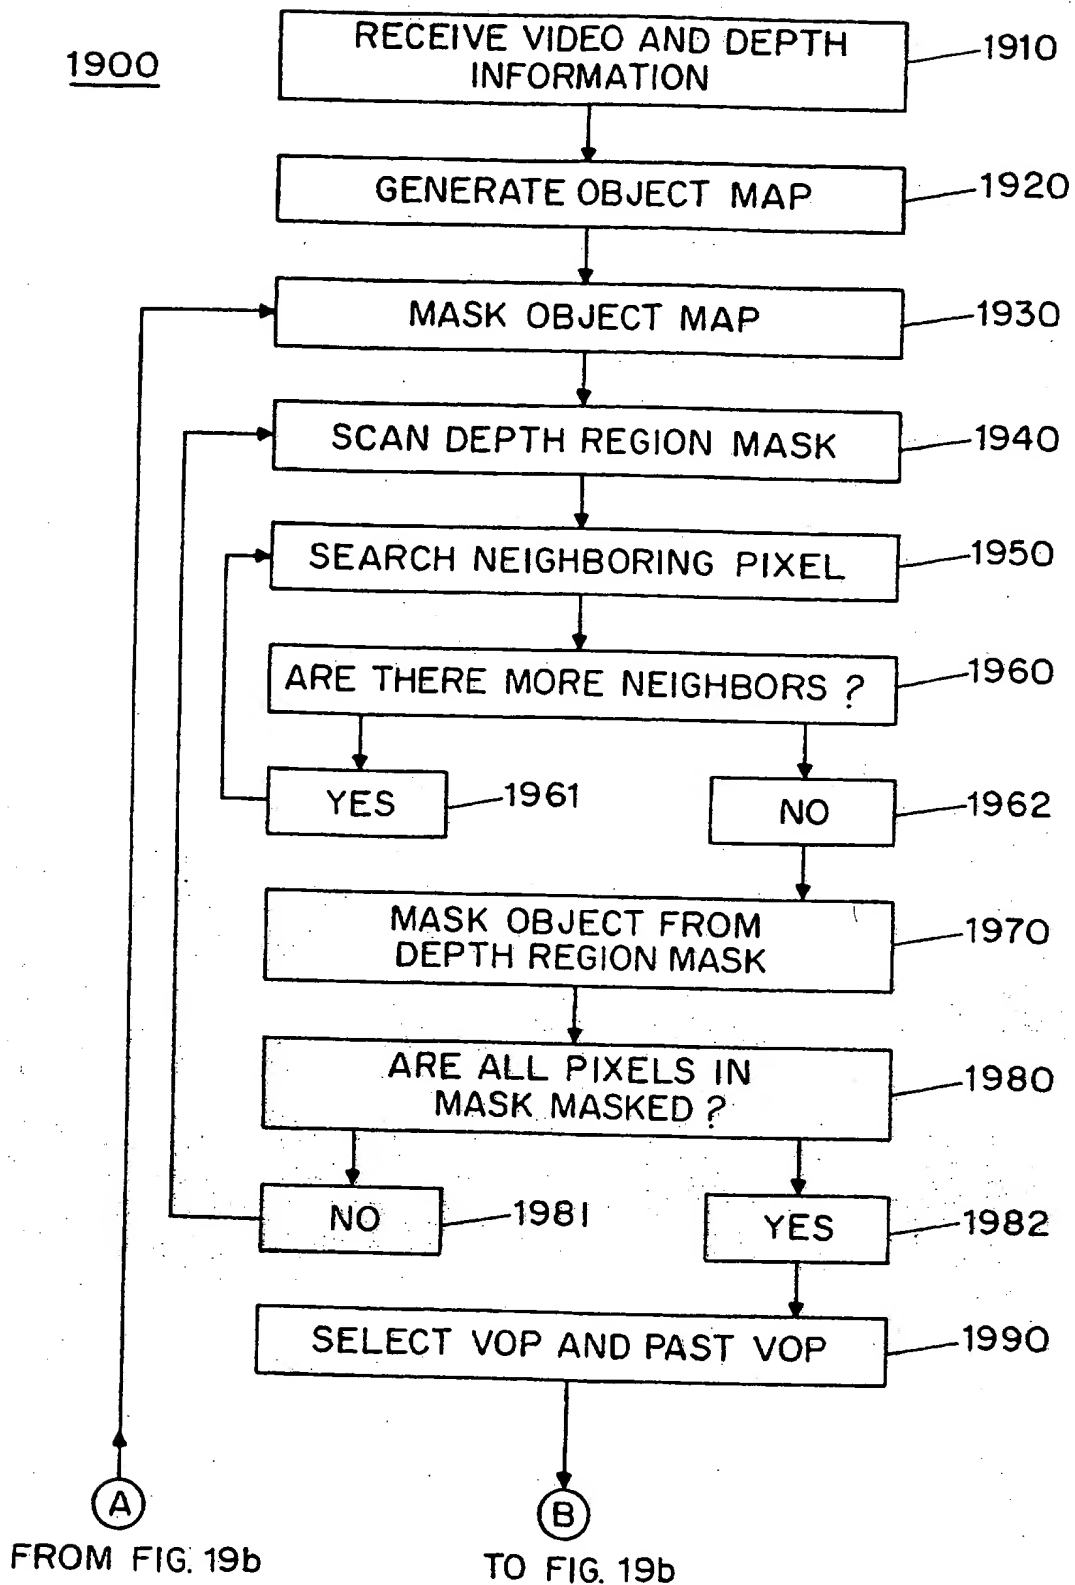 1900
RECEIVE VIDEO AND DEPTH
INFORMATION
1910
GENERATE OBJECT MAP
1920
MASK OBJECT MAP
1930
SCAN DEPTH REGION MASK
1940
SEARCH NEIGHBORING PIXEL
1950
ARE THERE MORE NEIGHBORS ?
1960
YES
1961
NO
1962
MASK OBJECT FROM
DEPTH REGION MASK
1970
ARE ALL PIXELS IN
MASK MASKED ?
1980
NO
1981
YES
1982
SELECT VOP AND PAST VOP
1990
A
FROM FIG. 19b
B
TO FIG. 19b